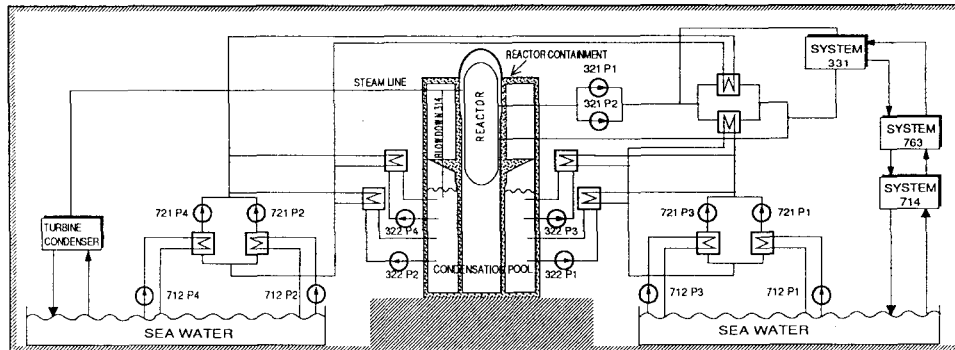 REACTOR CONTAINMENT
STEAM LINE
321 P1
321 P2
SYSTEM
331
REACTOR
BLOWDOWN 314
SYSTEM
763
SYSTEM
714
721 P4
721 P2
322 P4
322 P3
721 P3
721 P1
TURBINE
CONDENSER
322 P2
CONDENSATION POOL
322 P1
712 P4
712 P2
712 P3
712 P1
SEA WATER
SEA WATER